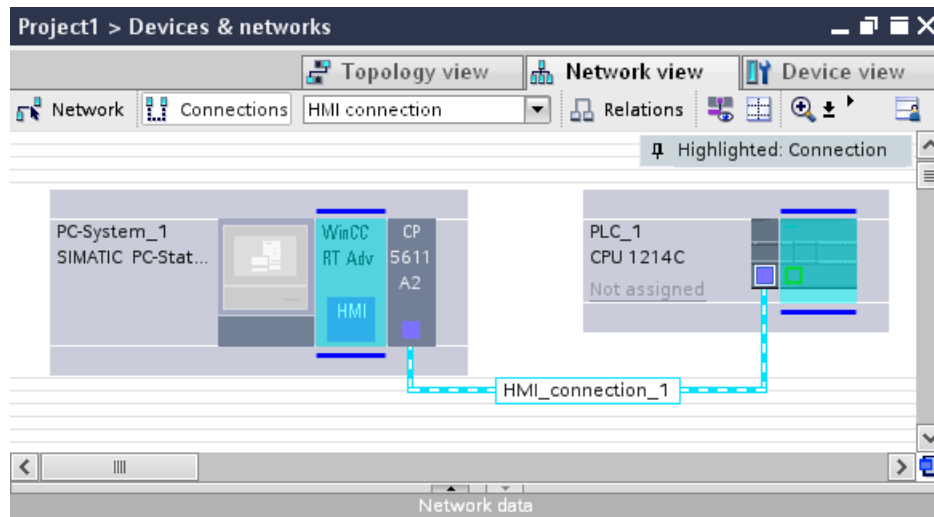 Project1 > Devices & networks
Topology view
Network view
Device view
Network
Connections
HMI connection
Relations
Highlighted: Connection
PC-System_1
SIMATIC PC-Stat...
WinCC
RT Adv
HMI
CP
5611
A2
PLC_1
CPU 1214C
Not assigned
HMI_connection_1
Network data